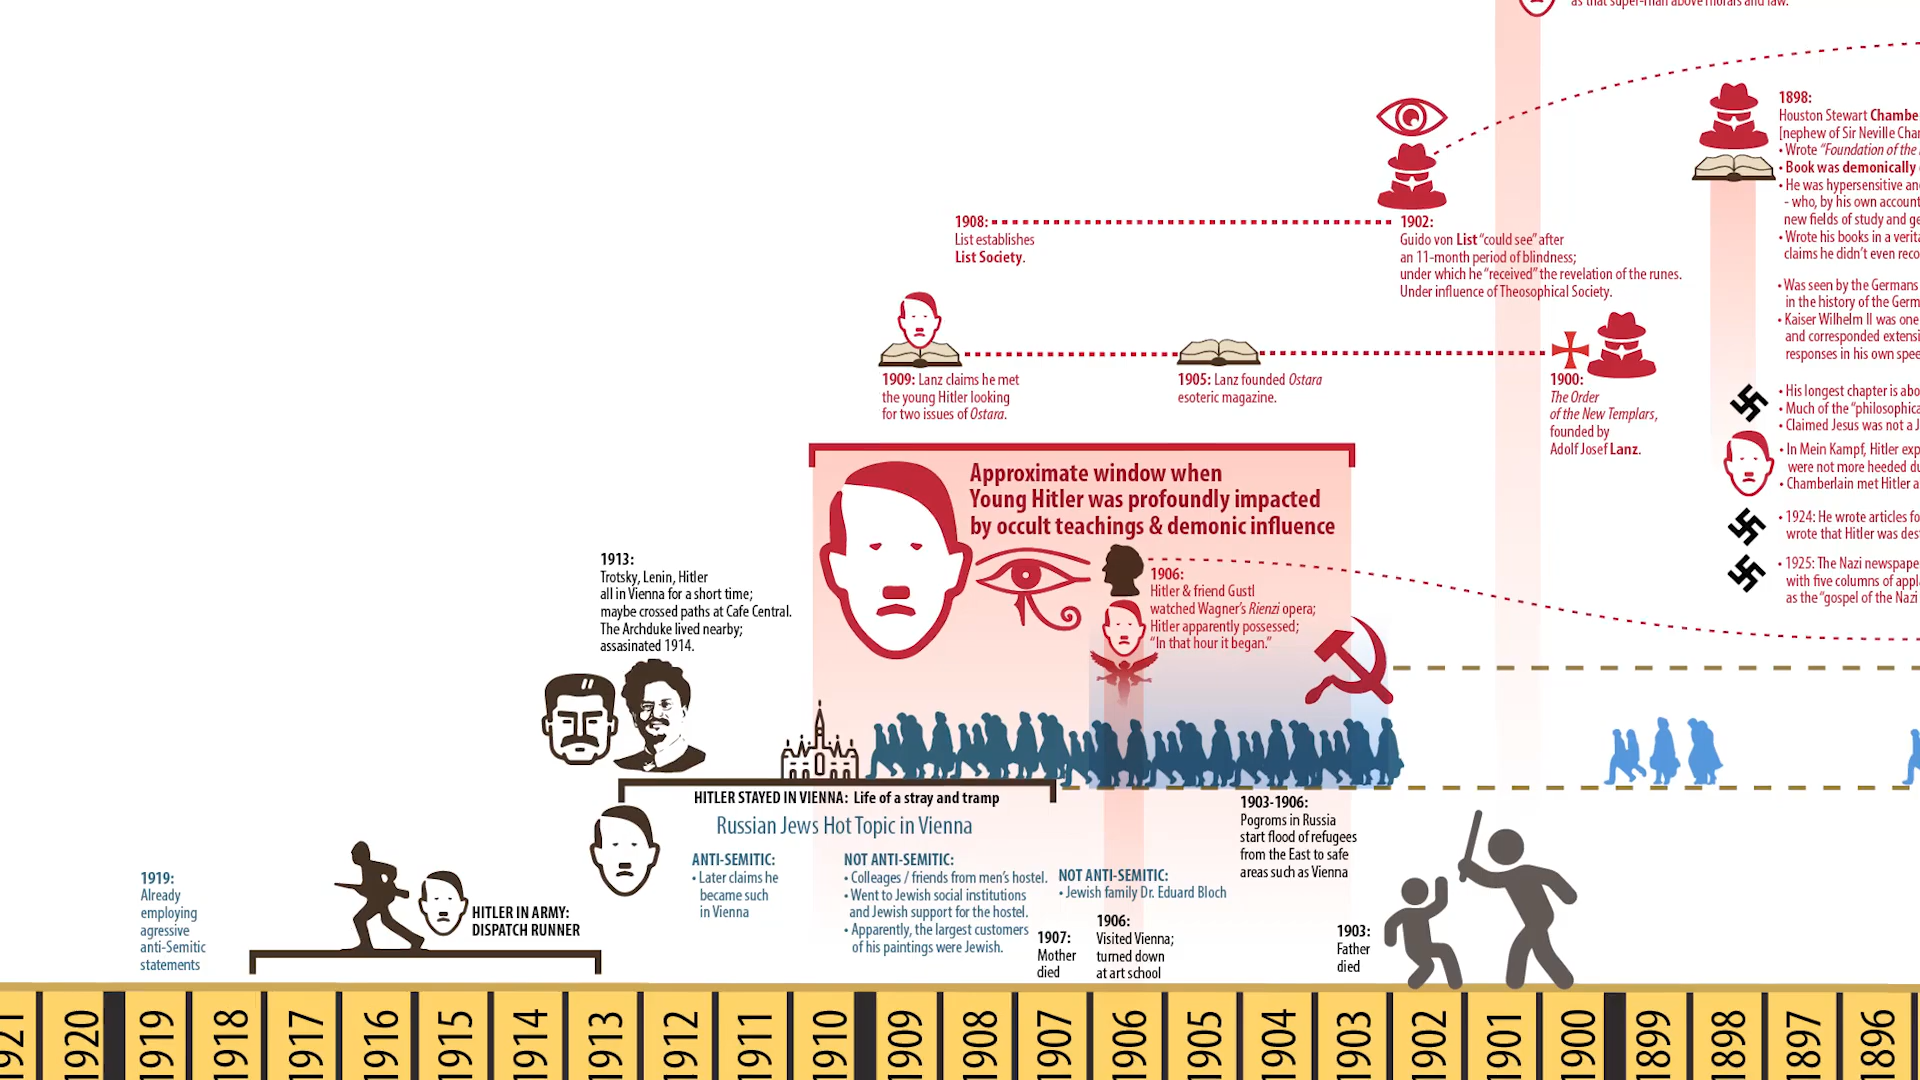 as that super-man above morals and law.
1898:
Houston Stewart Chambe
[nephew of Sir Neville Cha
• Wrote "Foundation of the
• Book was demonically
• He was hypersensitive an
- who, by his own account
new fields of study and ge
• Wrote his books in a verita
claims he didn't even reco
• Was seen by the Germans
in the history of the Germ
• Kaiser Wilhelm II was one
and corresponded extensi
responses in his own spee
• His longest chapter is abo
• Much of the "philosophica
• Claimed Jesus was not a J
• In Mein Kampf, Hitler exp
were not more heeded du
• Chamberlain met Hitler a
• 1924: He wrote articles fo
wrote that Hitler was des
• 1925: The Nazi newspape
with five columns of appl
as the "gospel of the Nazi
1908:
List establishes
List Society.
1902:
Guido von List "could see" after
an 11-month period of blindness;
under which he "received" the revelation of the runes.
Under influence of Theosophical Society.
1909: Lanz claims he met
the young Hitler looking
for two issues of Ostara.
1905: Lanz founded Ostara
esoteric magazine.
1900:
The Order
of the New Templars,
founded by
Adolf Josef Lanz.
Approximate window when
Young Hitler was profoundly impacted
by occult teachings & demonic influence
1906:
Hitler & friend Gustl
watched Wagner's Rienzi opera;
Hitler apparently possessed;
"In that hour it began."
1913:
Trotsky, Lenin, Hitler
all in Vienna for a short time;
maybe crossed paths at Cafe Central.
The Archduke lived nearby;
assasinated 1914.
HITLER STAYED IN VIENNA: Life of a stray and tramp
Russian Jews Hot Topic in Vienna
ANTI-SEMITIC:
• Later claims he
became such
in Vienna
NOT ANTI-SEMITIC:
• Colleages / friends from men's hostel.
• Went to Jewish social institutions
and Jewish support for the hostel.
• Apparently, the largest customers
of his paintings were Jewish.
NOT ANTI-SEMITIC:
• Jewish family Dr. Eduard Bloch
1903-1906:
Pogroms in Russia
start flood of refugees
from the East to safe
areas such as Vienna
1919:
Already
employing
agressive
anti-Semitic
statements
HITLER IN ARMY:
DISPATCH RUNNER
1907:
Mother
died
1906:
Visited Vienna;
turned down
at art school
1903:
Father
died
1921
1920
1919
1918
1917
1916
1915
1914
1913
1912
1911
1910
1909
1908
1907
1906
1905
1904
1903
1902
1901
1900
1899
1898
1897
1896